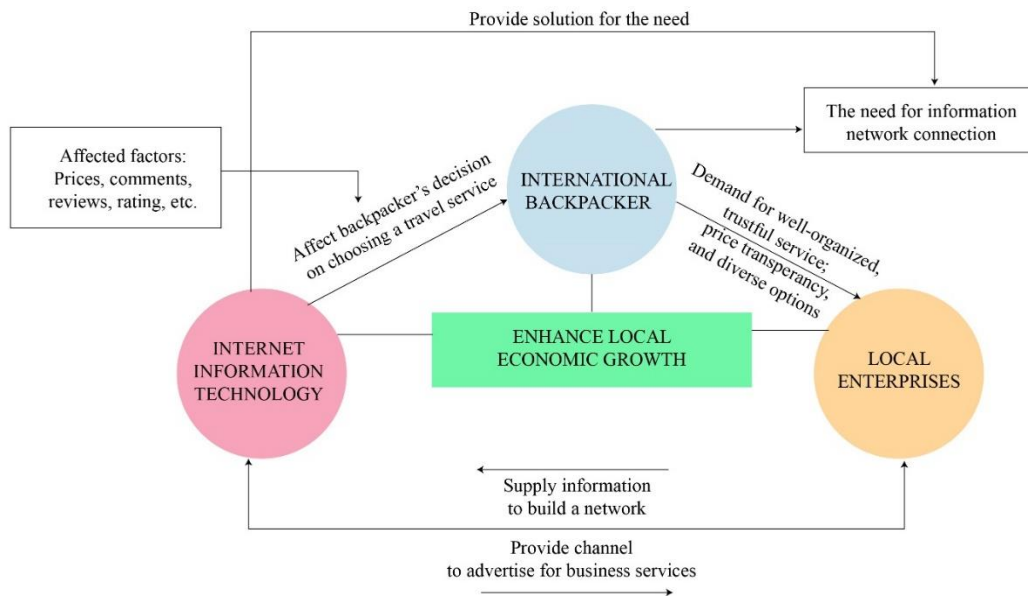 Provide solution for the need
The need for information
network connection
Affected factors:
Prices, comments,
reviews, rating, etc.
Affect backpacker’s decision
on choosing a travel service
INTERNATIONAL
BACKPACKER
Demand for well-organized,
trustful service;
price transperancy,
and diverse options
INTERNET
INFORMATION
TECHNOLOGY
ENHANCE LOCAL
ECONOMIC GROWTH
LOCAL
ENTERPRISES
Supply information
to build a network
Provide channel
to advertise for business services